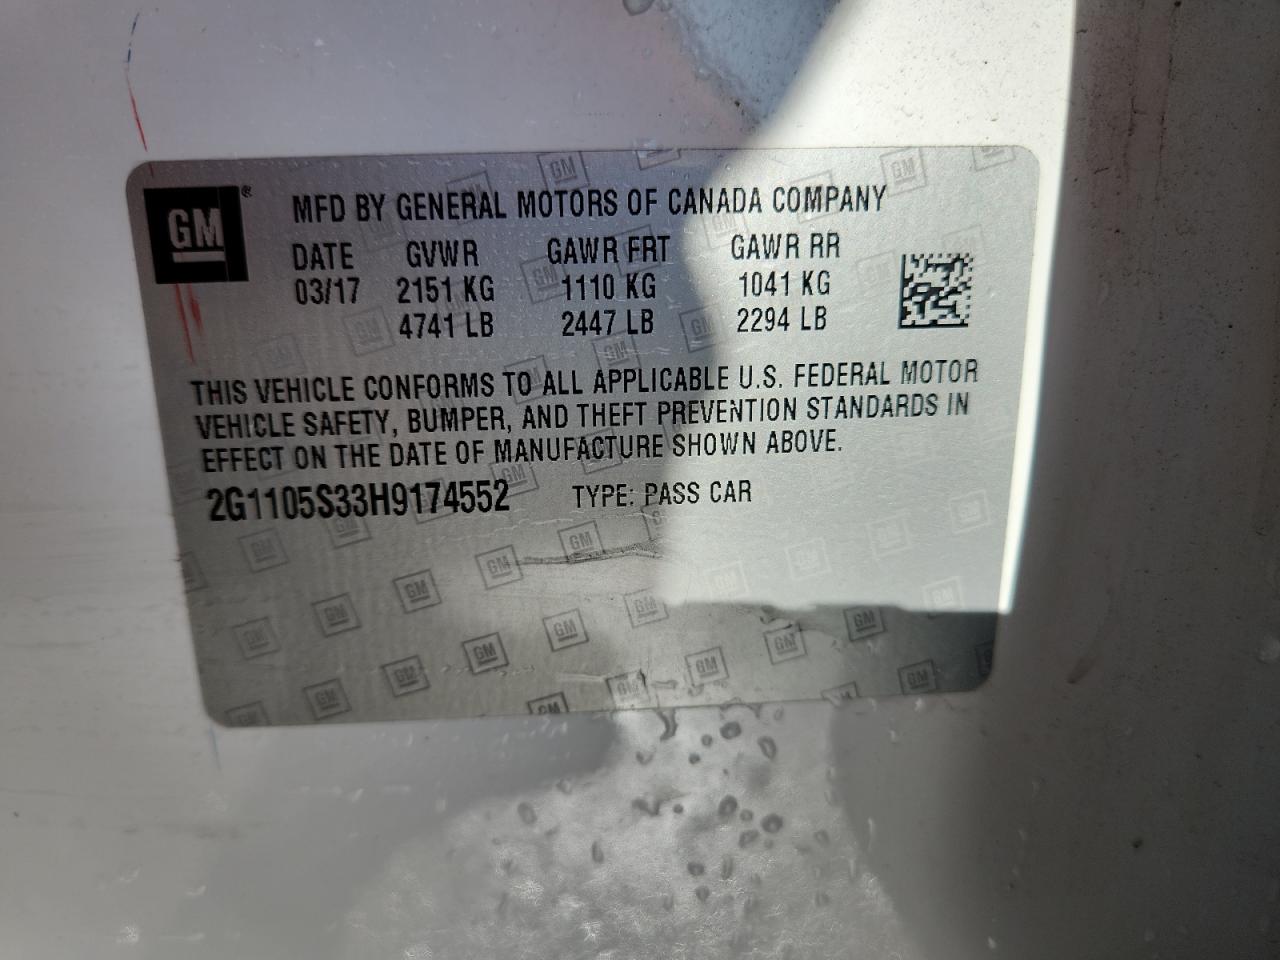 GM ®
MFD BY GENERAL MOTORS OF CANADA COMPANY
DATE GVWR GAWR FRT GAWR RR
03/17 2151 KG 1110 KG 1041 KG
4741 LB 2447 LB 2294 LB
THIS VEHICLE CONFORMS TO ALL APPLICABLE U.S. FEDERAL MOTOR
VEHICLE SAFETY, BUMPER, AND THEFT PREVENTION STANDARDS IN
EFFECT ON THE DATE OF MANUFACTURE SHOWN ABOVE.
2G1105S33H9174552 TYPE: PASS CAR